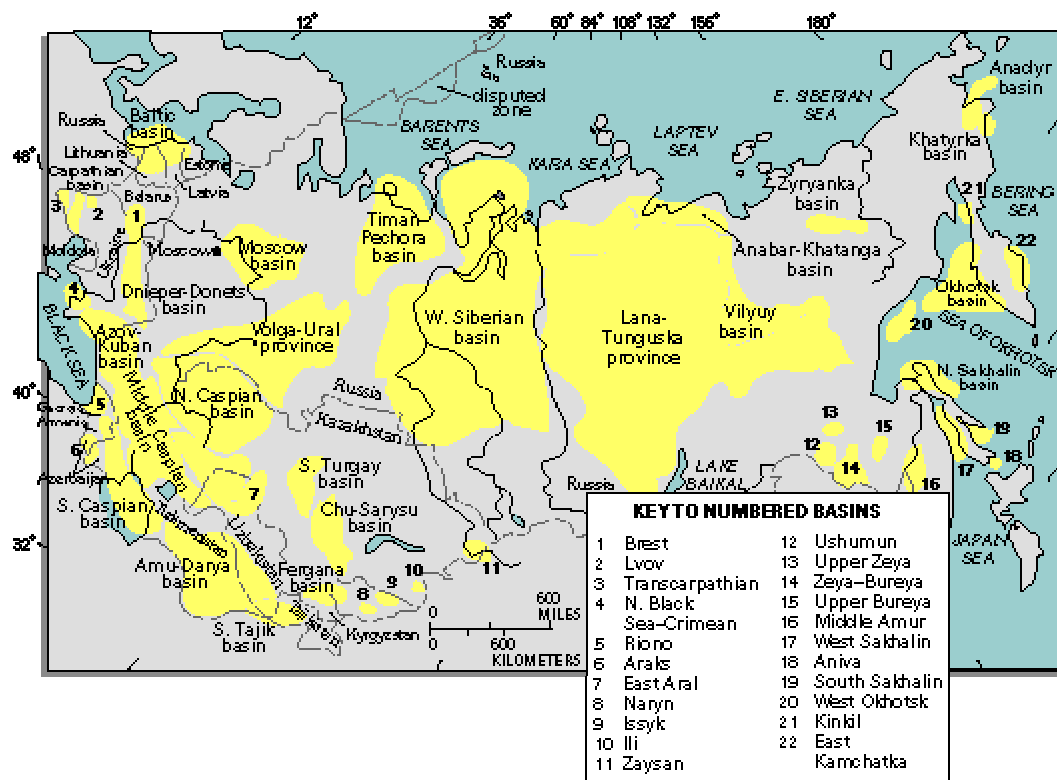 12° 36° 60° 84° 108° 132° 156° 180°
Russia
disputed
zone
BARENTS
SEA
KARA SEA
LAPTEV
SEA
E. SIBERIAN
SEA
Anadyr
basin
Khatyrka
basin
BERING
SEA
21
22
48°
Russia
Baltic
basin
Lithuania
Estonia
Latvia
Carpathian
basin
3
2
1
Moldova
Moscow
Moscow
basin
Timan
Pechora
basin
Zyryanka
basin
Anabar-Khatanga
basin
Okhotsk
basin
SEA OF OKHOTSK
20
4
Dnieper-Donets
basin
BLACK SEA
Azov-
Kuban
basin
Volga-Ural
province
W. Siberian
basin
Lana-
Tunguska
province
Vilyuy
basin
40°
N. Caspian
basin
Middle Caspian
basin
Russia
Kazakhstan
N. Sakhalin
basin
5
6
Azerbaijan
S. Caspian
basin
7
S. Turgay
basin
Chu-Sarysu
basin
Russia
LAKE
BAIKAL
12
13
14
15
16
17
18
19
JAPAN
SEA
32°
Amu-Darya
basin
Fergana
basin
S. Tajik
basin
8
9
10
11
Kyrgyzstan
0 600
MILES
0 600
KILOMETERS
KEY TO NUMBERED BASINS
1 Brest
2 Lvov
3 Transcarpathian
4 N. Black
Sea-Crimean
5 Riono
6 Araks
7 East Aral
8 Naryn
9 Issyk
10 Ili
11 Zaysan
12 Ushumun
13 Upper Zeya
14 Zeya-Bureya
15 Upper Bureya
16 Middle Amur
17 West Sakhalin
18 Aniva
19 South Sakhalin
20 West Okhotsk
21 Kinkil
22 East
Kamchatka